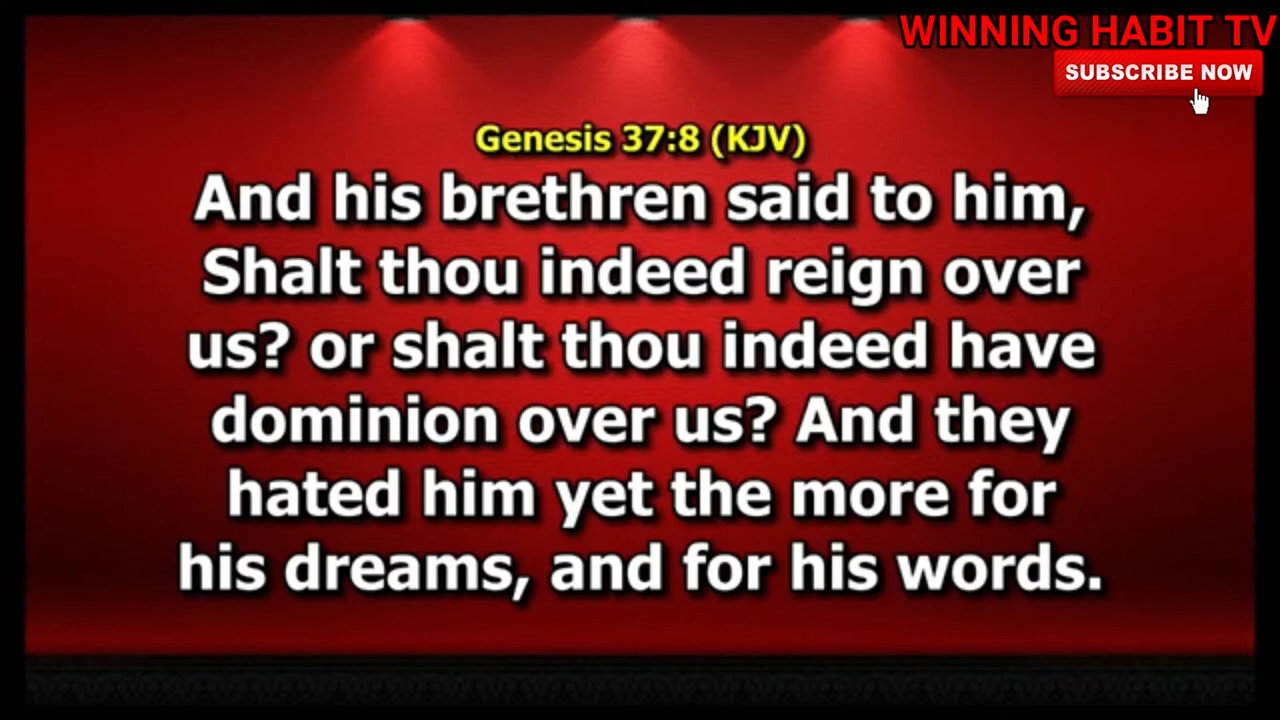 WINNING HABIT TV
SUBSCRIBE NOW
Genesis 37:8 (KJV)
And his brethren said to him,
Shalt thou indeed reign over
us? or shalt thou indeed have
dominion over us? And they
hated him yet the more for
his dreams, and for his words.